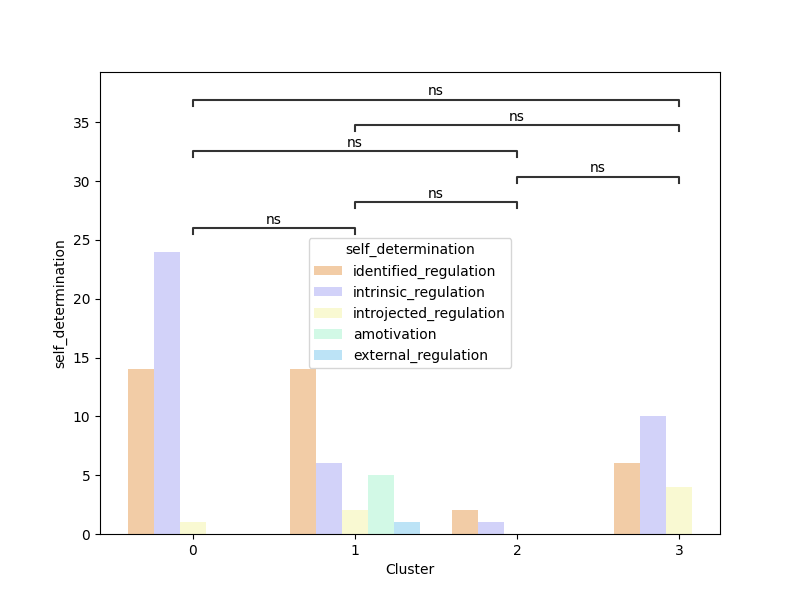 ns
ns
ns
ns
ns
ns
self_determination
35
30
25
20
15
10
5
0
self_determination
identified_regulation
intrinsic_regulation
introjected_regulation
amotivation
external_regulation
0 1 2 3
Cluster